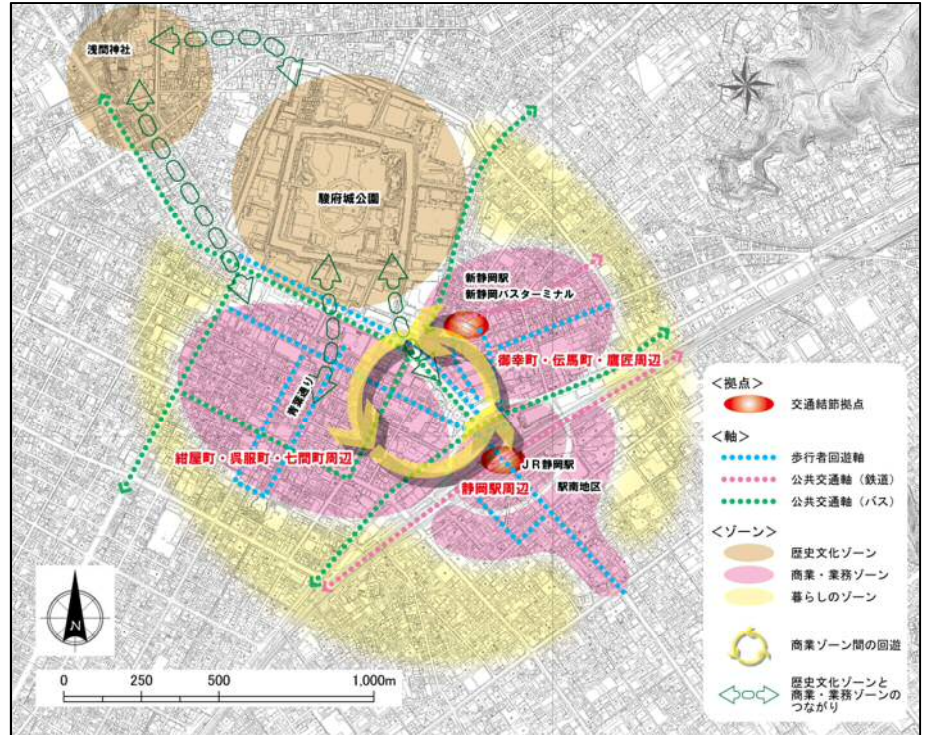 浅間神社
駿府城公園
新静岡駅
新静岡バスターミナル
御幸町・伝馬町・鷹匠周辺
青葉通り
紺屋町・呉服町・七間町周辺
JR静岡駅
静岡駅周辺
駅南地区
N
0 250 500 1,000m
<拠点>
交通結節拠点
<軸>
歩行者回遊軸
公共交通軸（鉄道）
公共交通軸（バス）
<ゾーン>
歴史文化ゾーン
商業・業務ゾーン
暮らしのゾーン
商業ゾーン間の回遊
歴史文化ゾーンと
商業・業務ゾーンの
つながり